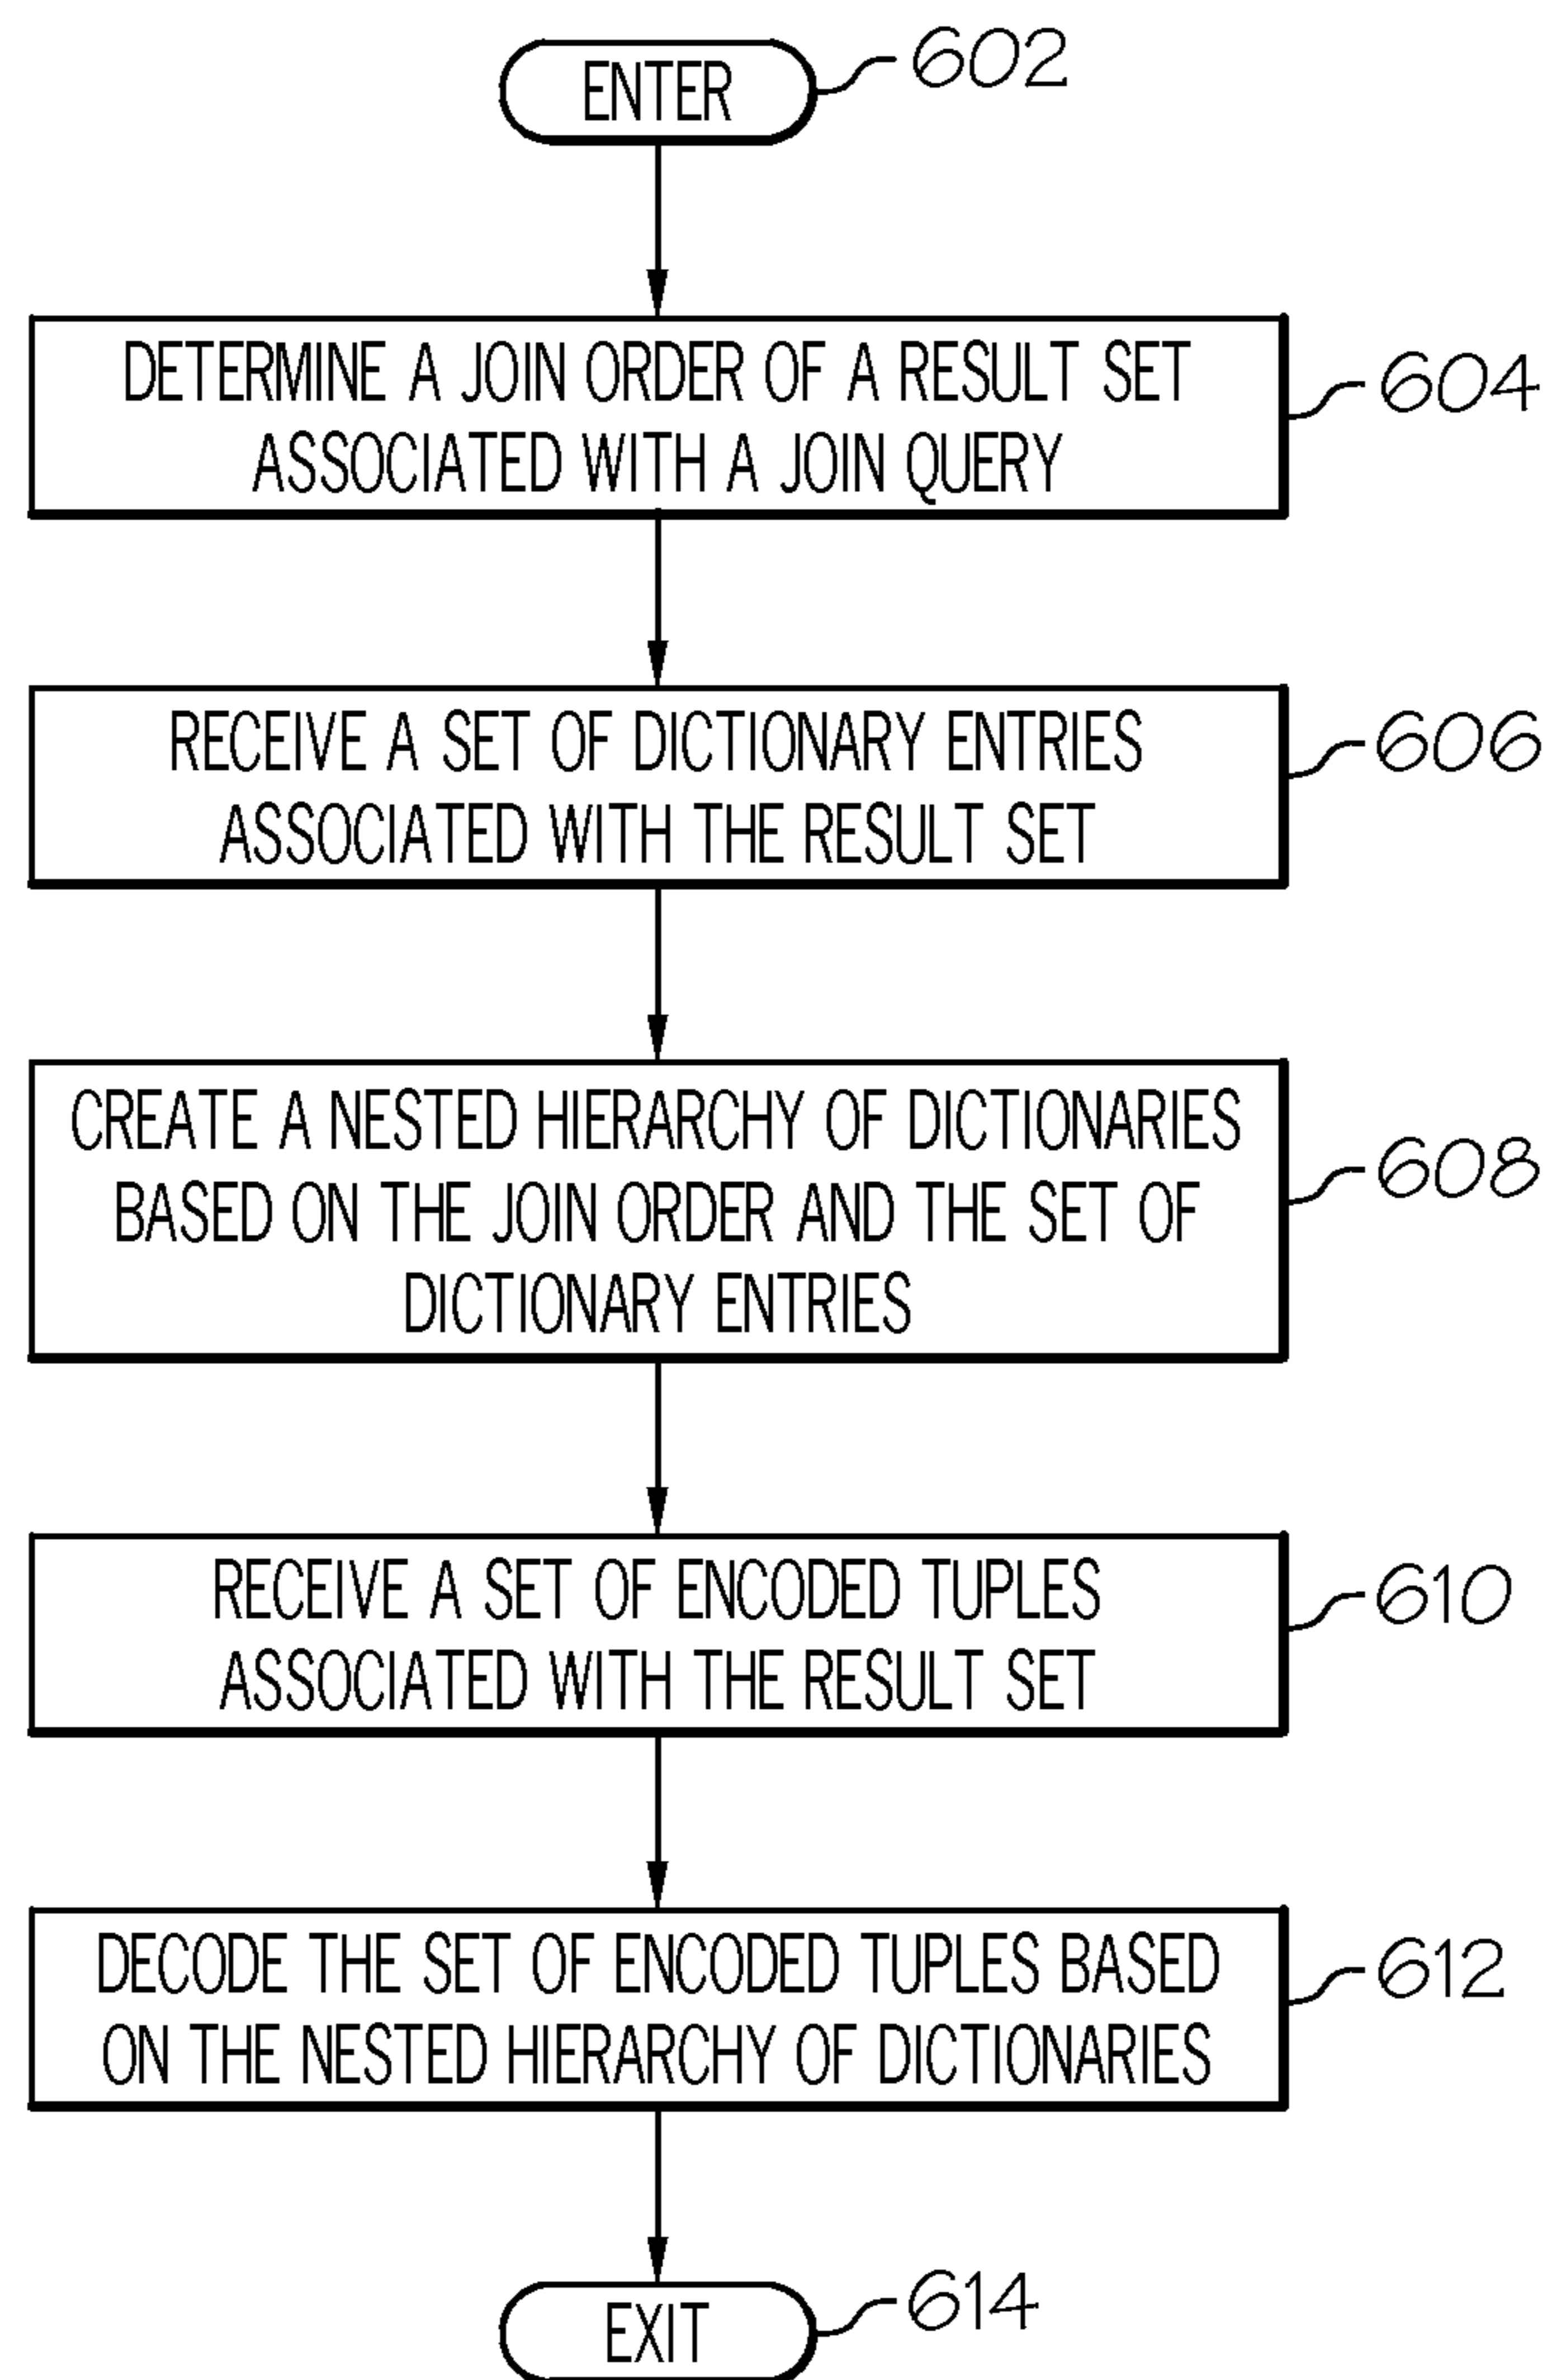 ENTER
602
DETERMINE A JOIN ORDER OF A RESULT SET
ASSOCIATED WITH A JOIN QUERY
604
RECEIVE A SET OF DICTIONARY ENTRIES
ASSOCIATED WITH THE RESULT SET
606
CREATE A NESTED HIERARCHY OF DICTIONARIES
BASED ON THE JOIN ORDER AND THE SET OF
DICTIONARY ENTRIES
608
RECEIVE A SET OF ENCODED TUPLES
ASSOCIATED WITH THE RESULT SET
610
DECODE THE SET OF ENCODED TUPLES BASED
ON THE NESTED HIERARCHY OF DICTIONARIES
612
EXIT
614